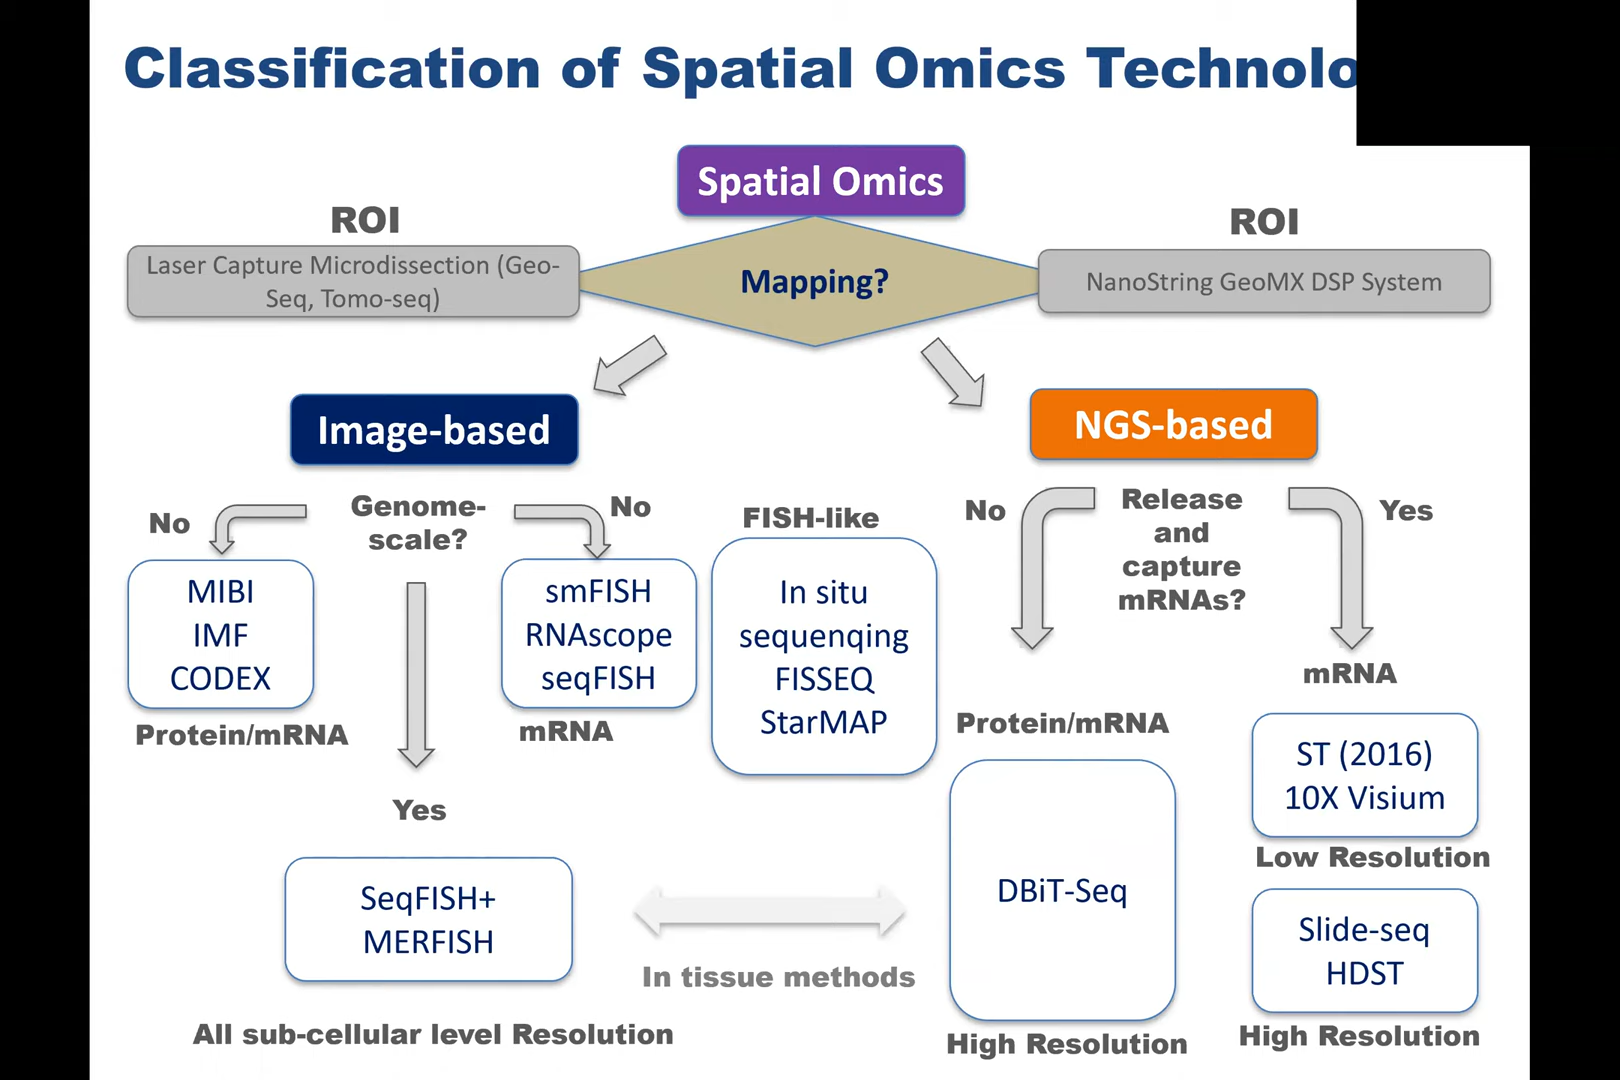 Classification of Spatial Omics Technolo
Spatial Omics
ROI
Laser Capture Microdissection (Geo-
Seq, Tomo-seq)
Mapping?
ROI
NanoString GeoMX DSP System
Image-based
NGS-based
No
Genome-
scale?
No
MIBI
IMF
CODEX
Protein/mRNA
smFISH
RNAscope
seqFISH
mRNA
FISH-like
In situ
sequenqing
FISSEQ
StarMAP
Yes
SeqFISH+
MERFISH
All sub-cellular level Resolution
In tissue methods
No
Release
and
capture
mRNAs?
Yes
Protein/mRNA
DBiT-Seq
High Resolution
mRNA
ST (2016)
10X Visium
Low Resolution
Slide-seq
HDST
High Resolution